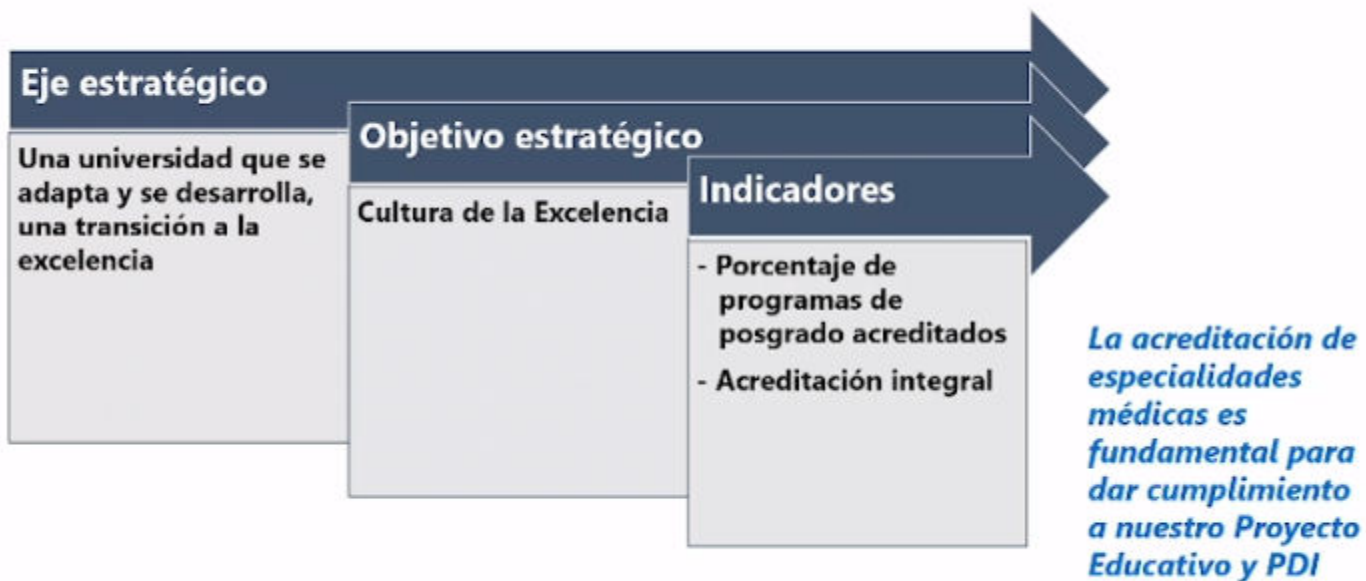 Eje estratégico
Una universidad que se
adapta y se desarrolla,
una transición a la
excelencia
Objetivo estratégico
Cultura de la Excelencia
Indicadores
- Porcentaje de
programas de
posgrado acreditados
- Acreditación integral
La acreditación de
especialidades
médicas es
fundamental para
dar cumplimiento
a nuestro Proyecto
Educativo y PDI